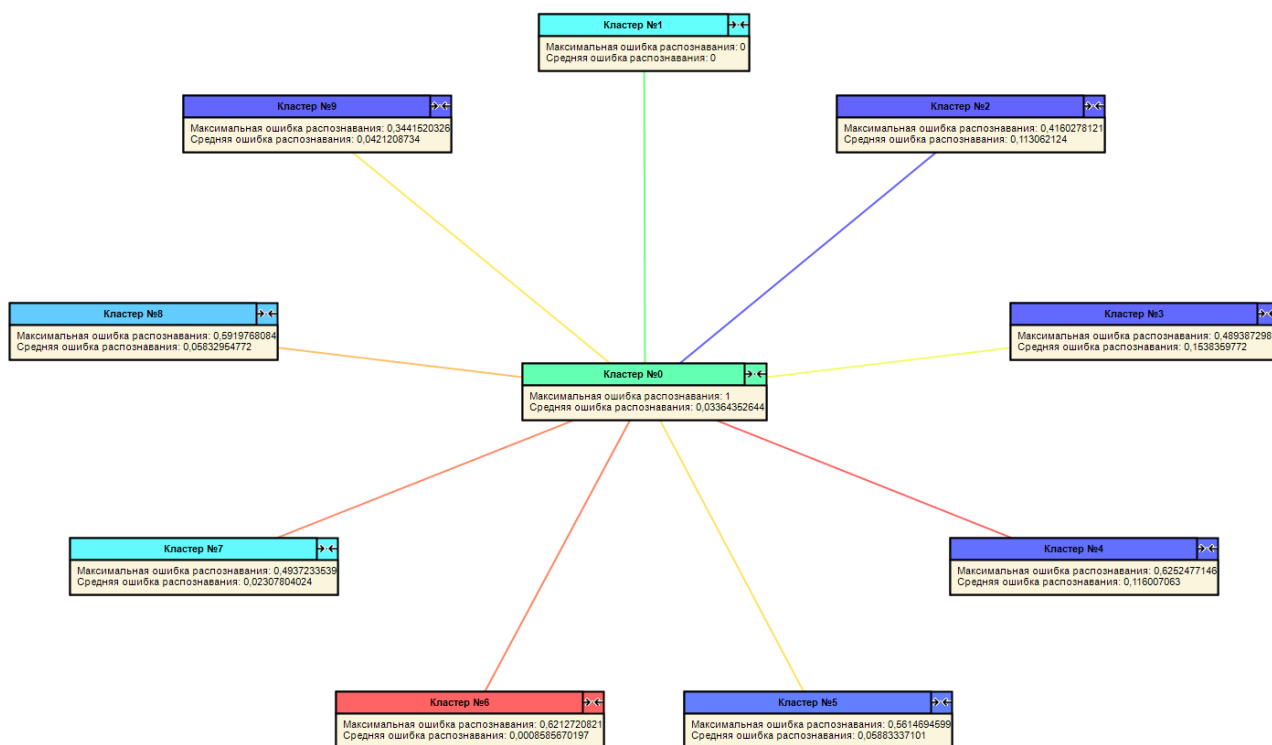 Кластер №1
Максимальная ошибка распознавания: 0
Средняя ошибка распознавания: 0
Кластер №9
Максимальная ошибка распознавания: 0,3441520326
Средняя ошибка распознавания: 0,0421208734
Кластер №2
Максимальная ошибка распознавания: 0,4160278121
Средняя ошибка распознавания: 0,113062124
Кластер №8
Максимальная ошибка распознавания: 0,5919768084
Средняя ошибка распознавания: 0,05832954772
Кластер №3
Максимальная ошибка распознавания: 0,4893872981
Средняя ошибка распознавания: 0,1538359772
Кластер №0
Максимальная ошибка распознавания: 1
Средняя ошибка распознавания: 0,03364352644
Кластер №7
Максимальная ошибка распознавания: 0,4937233539
Средняя ошибка распознавания: 0,02307804024
Кластер №4
Максимальная ошибка распознавания: 0,6252477146
Средняя ошибка распознавания: 0,116007063
Кластер №6
Максимальная ошибка распознавания: 0,6212720821
Средняя ошибка распознавания: 0,0008585670197
Кластер №5
Максимальная ошибка распознавания: 0,5614694599
Средняя ошибка распознавания: 0,05883337101